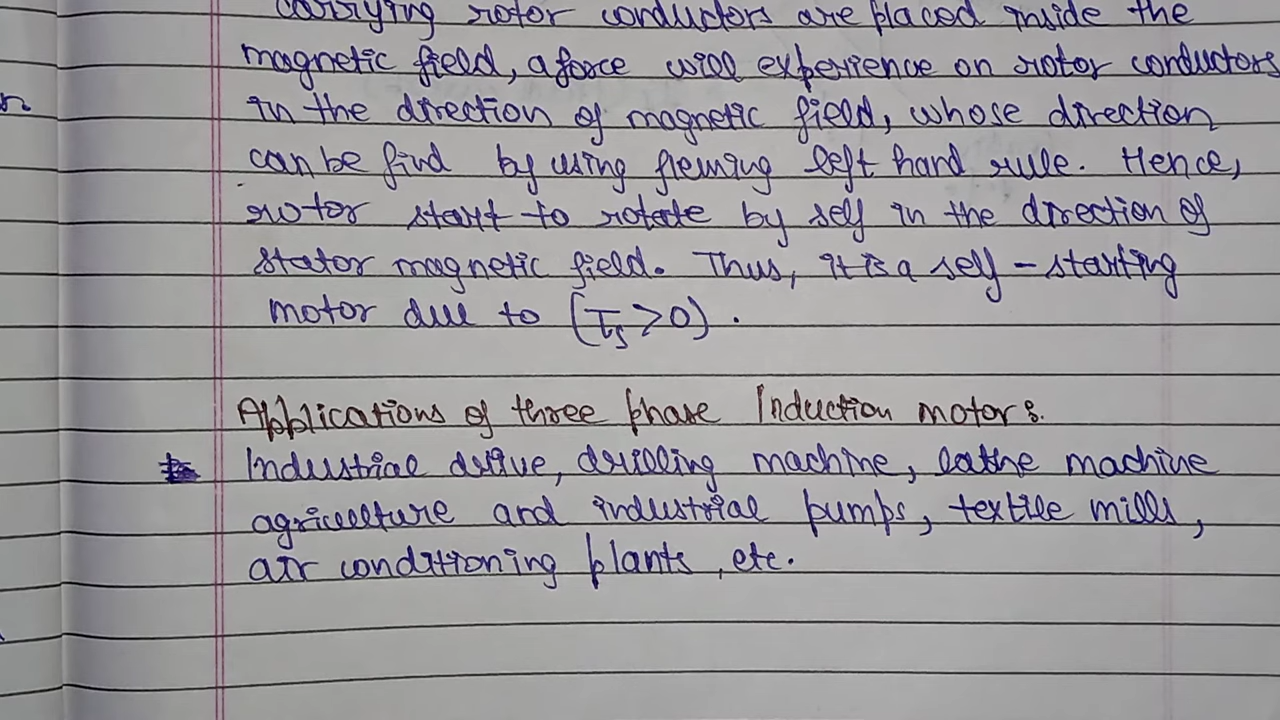 carrying rotor conductors are placed inside the
magnetic field, a force will experience on rotor conductors
in the direction of magnetic field, whose direction
can be find by using fleming left hard rule. Hence,
rotor start to rotate by self in the direction of
stator magnetic field. Thus, it is a self-starting
motor due to (Ts>0).
Applications of three phase Induction motors.
Industrial drive, drilling machine, lathe machine
agriculture and industrial pumps, textile mills,
air conditioning plants, etc.